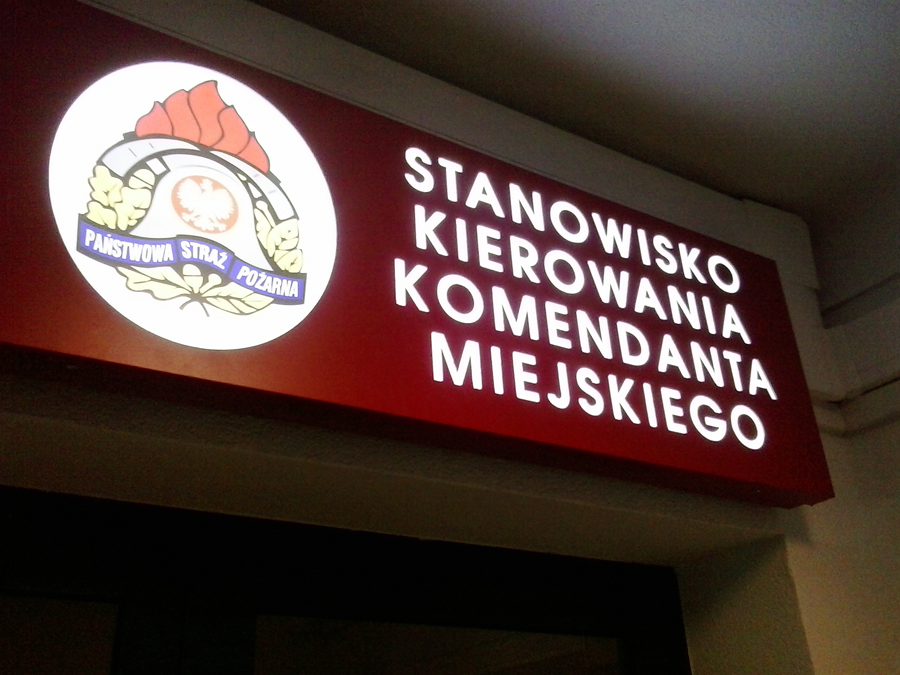 PAŃSTWOWA STRAŻ POŻARNA
STANOWISKO
KIEROWANIA
KOMENDANTA
MIEJSKIEGO